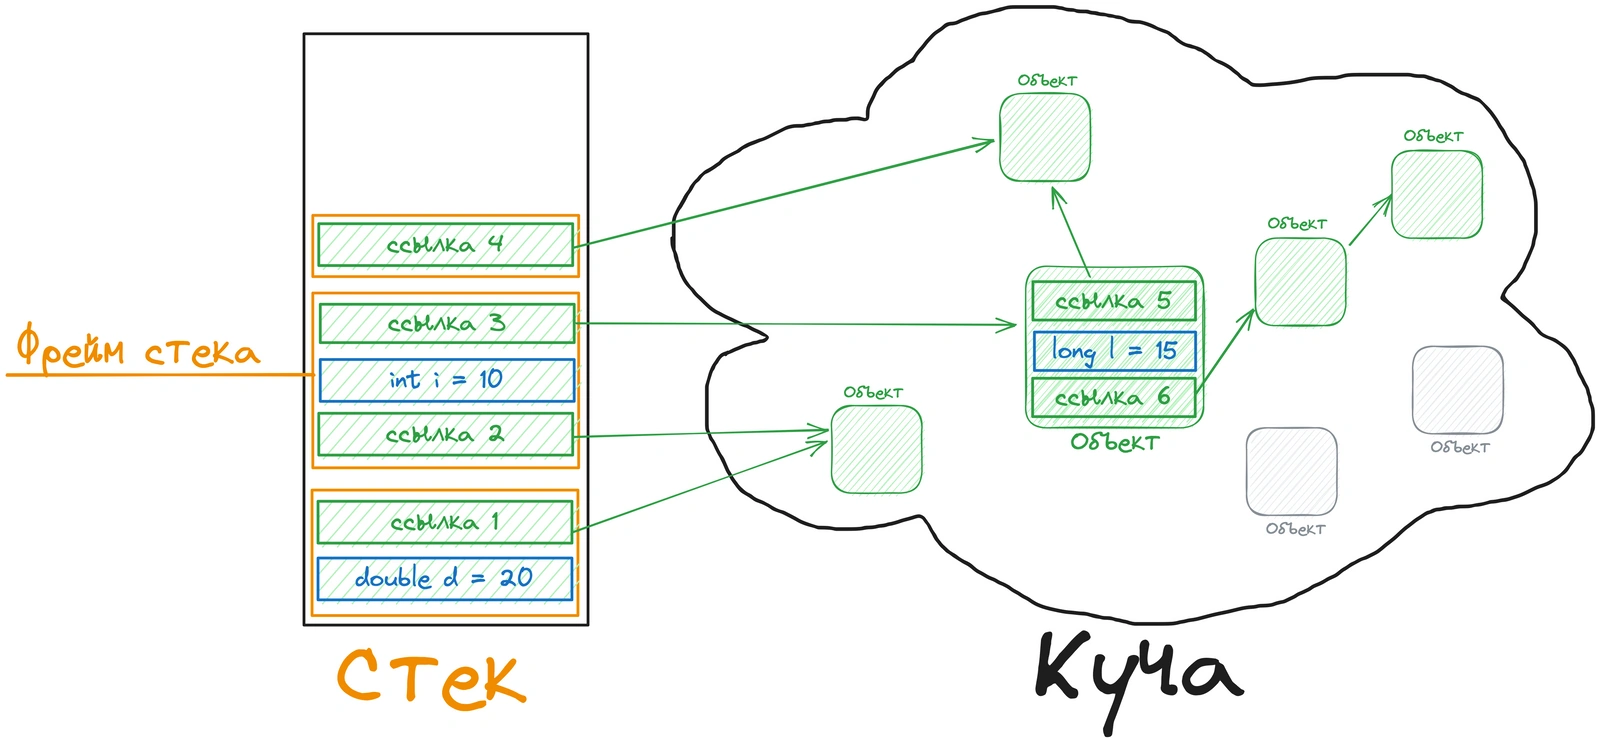 Объект
Объект
Объект
ссылка 4
ссылка 5
ссылка 3
Фрейм стека
long l = 15
int i = 10
Объект
ссылка 6
ссылка 2
Объект
Объект
ссылка 1
Объект
double d = 20
Стек
Куча